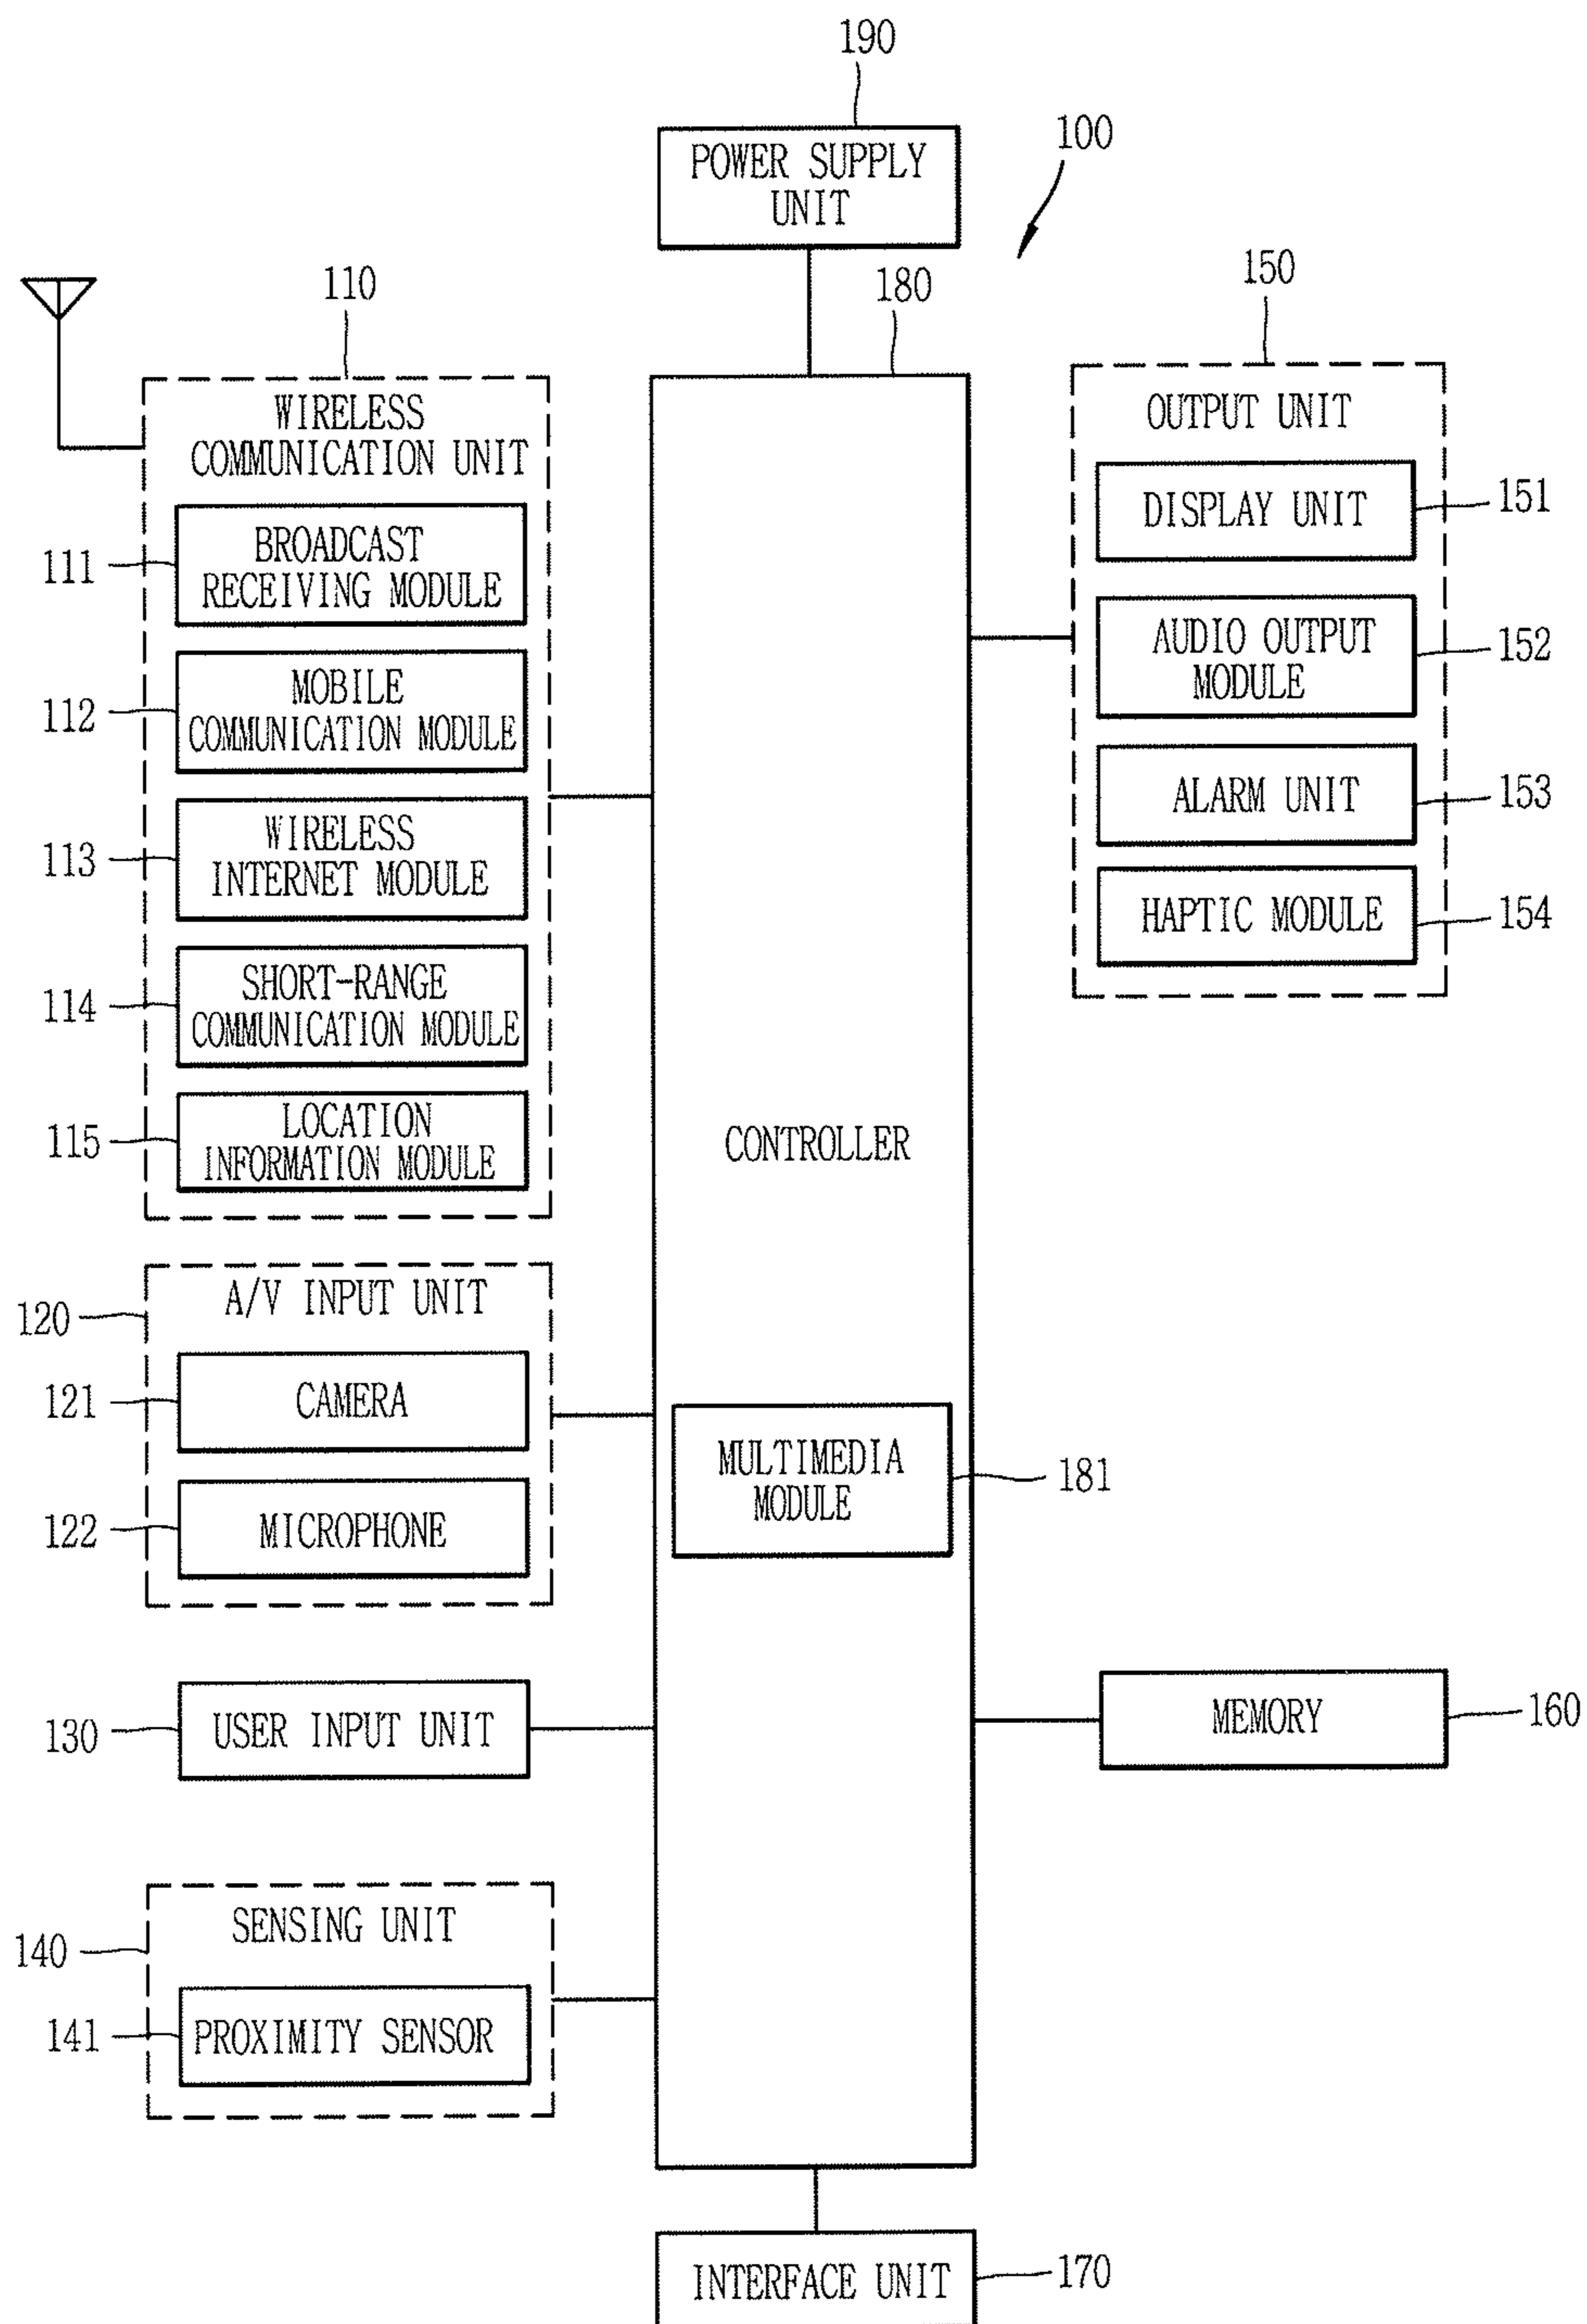 190
POWER SUPPLY
UNIT
100
110
180
150
WIRELESS
COMMUNICATION UNIT
111
BROADCAST
RECEIVING MODULE
112
MOBILE
COMMUNICATION MODULE
113
WIRELESS
INTERNET MODULE
114
SHORT-RANGE
COMMUNICATION MODULE
115
LOCATION
INFORMATION MODULE
OUTPUT UNIT
DISPLAY UNIT
151
AUDIO OUTPUT
MODULE
152
ALARM UNIT
153
HAPTIC MODULE
154
CONTROLLER
120
A/V INPUT UNIT
121
CAMERA
122
MICROPHONE
MULTIMEDIA
MODULE
181
130
USER INPUT UNIT
MEMORY
160
140
SENSING UNIT
141
PROXIMITY SENSOR
INTERFACE UNIT
170